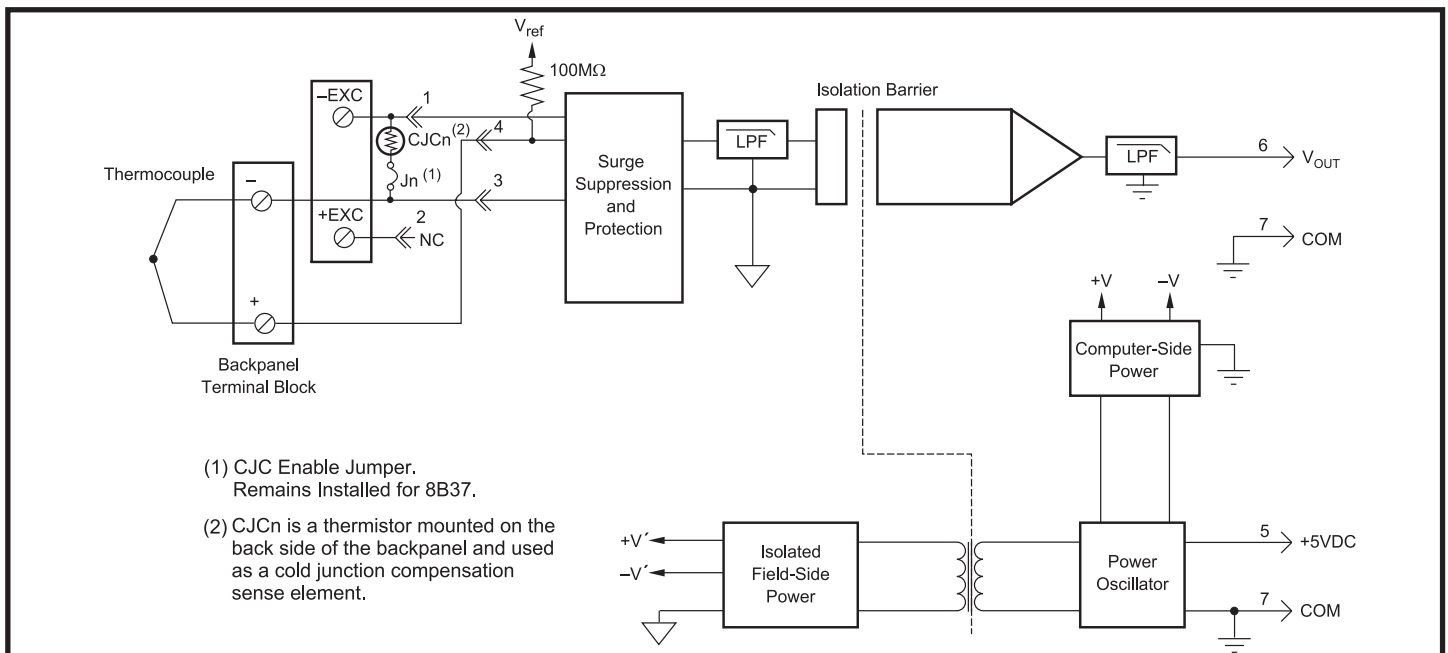 V_ref
100MΩ
Isolation Barrier
–EXC
1
CJCn (2)
4
LPF
Surge
Suppression
and
Protection
LPF
6
V_OUT
Thermocouple
–
Jn (1)
3
+EXC
2
NC
7
COM
+
+V
–V
Backpanel
Terminal Block
Computer-Side
Power
(1) CJC Enable Jumper.
Remains Installed for 8B37.
(2) CJCn is a thermistor mounted on the
back side of the backpanel and used
as a cold junction compensation
sense element.
+V´
–V´
Isolated
Field-Side
Power
Power
Oscillator
5
+5VDC
7
COM